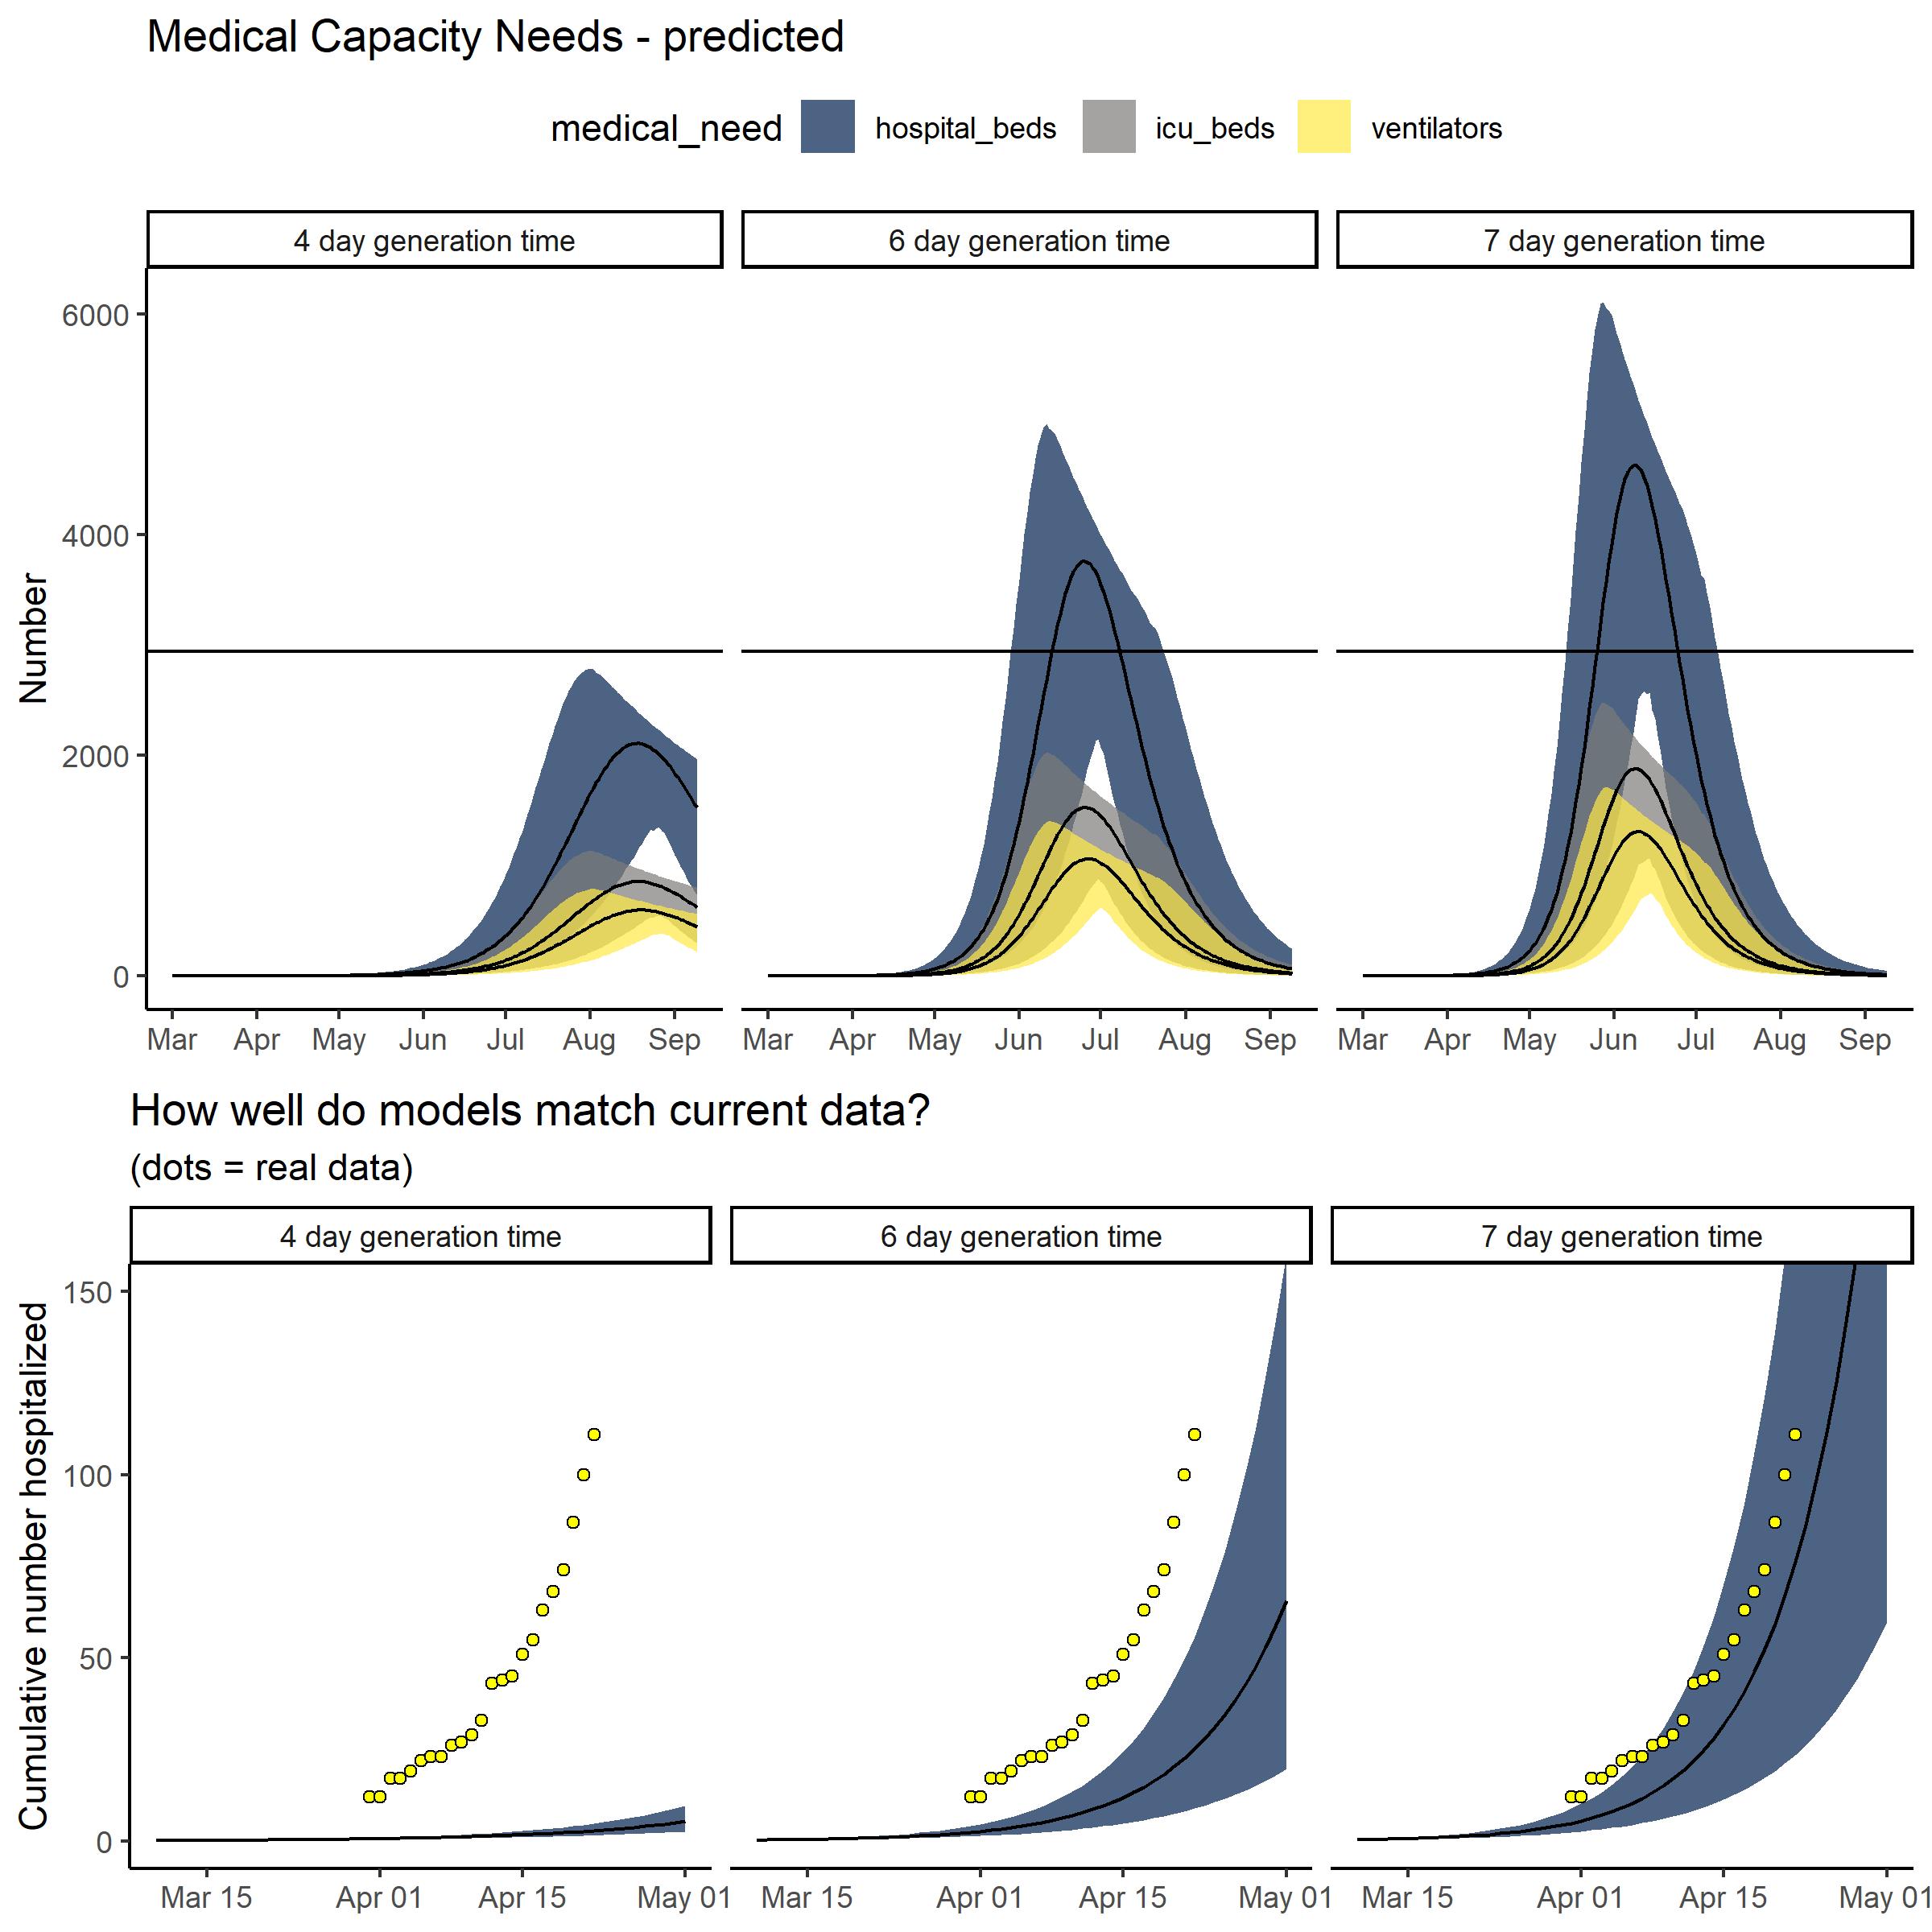 Medical Capacity Needs - predicted
medical_need hospital_beds icu_beds ventilators
4 day generation time 6 day generation time 7 day generation time
6000
4000
2000
0
Number
Mar Apr May Jun Jul Aug Sep Mar Apr May Jun Jul Aug Sep Mar Apr May Jun Jul Aug Sep
How well do models match current data?
(dots = real data)
4 day generation time 6 day generation time 7 day generation time
150
100
50
0
Cumulative number hospitalized
Mar 15 Apr 01 Apr 15 May 01 Mar 15 Apr 01 Apr 15 May 01 Mar 15 Apr 01 Apr 15 May 01